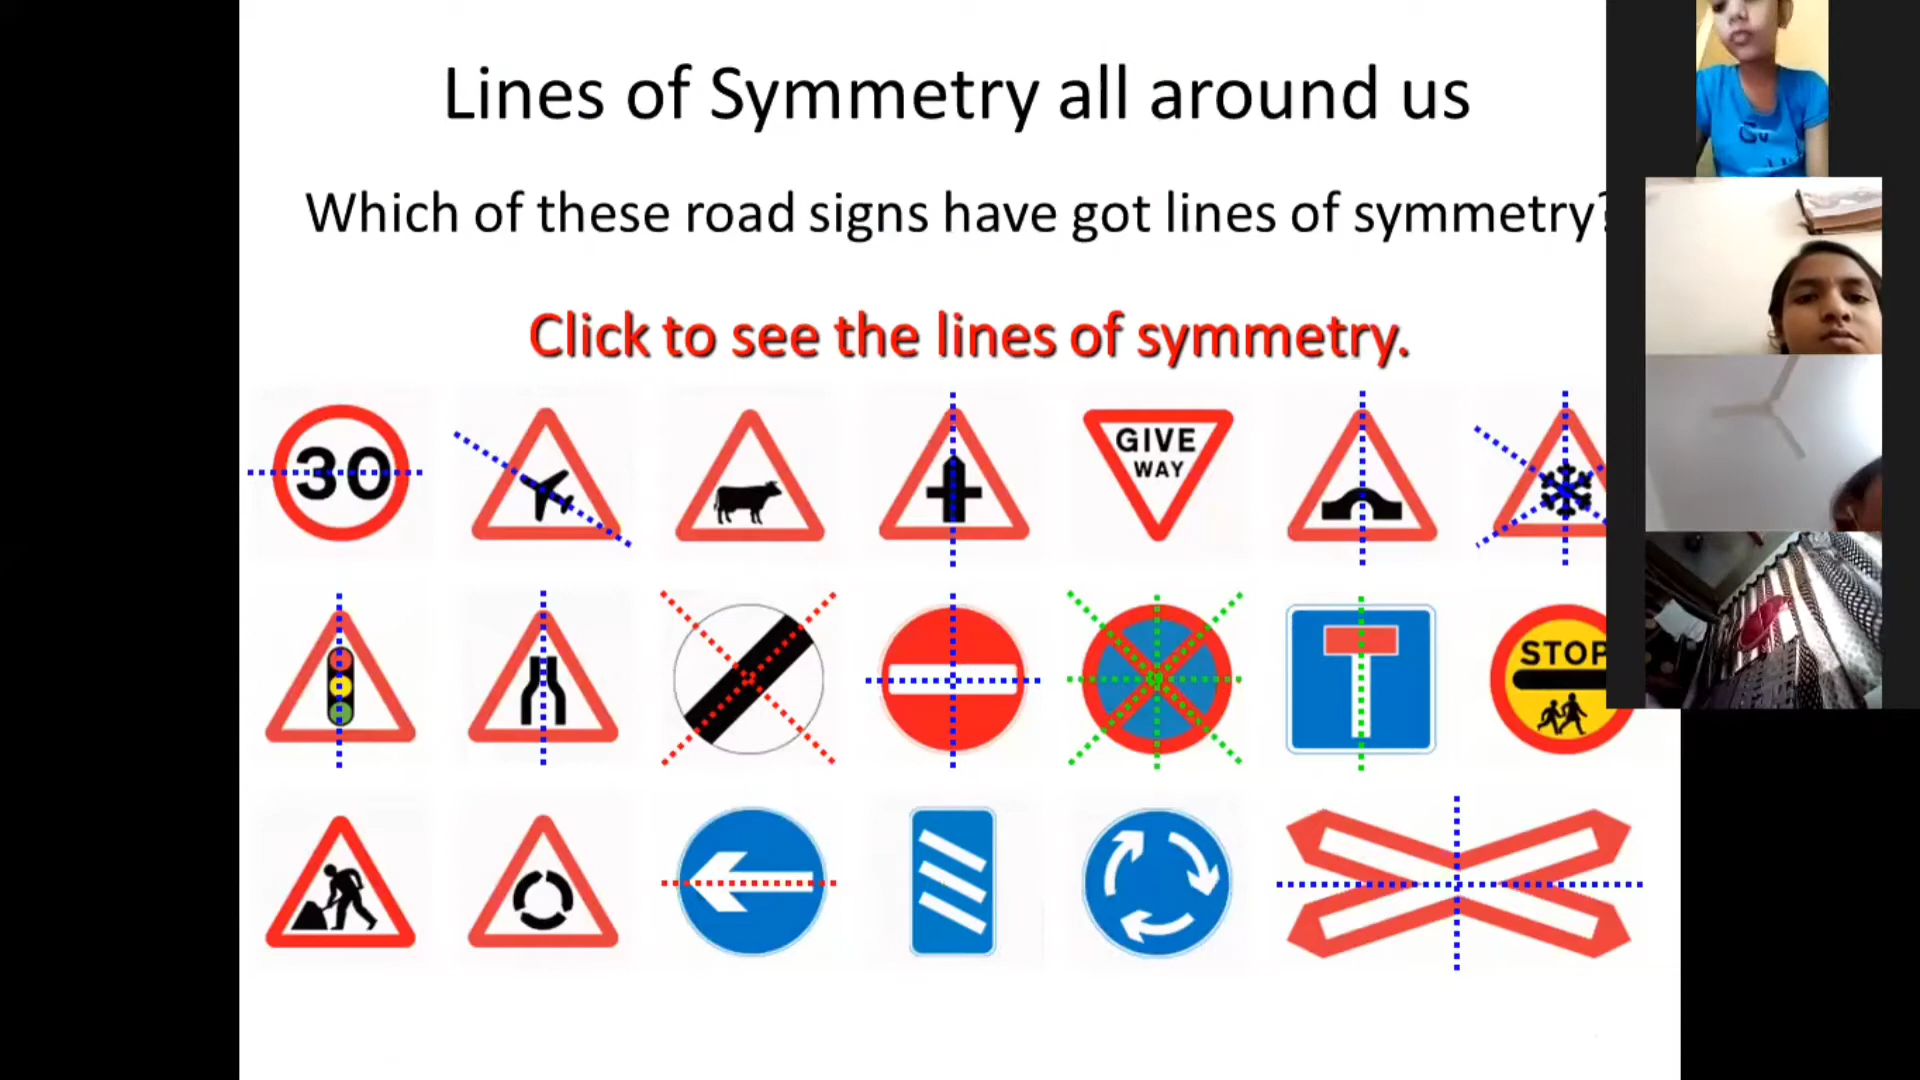 Lines of Symmetry all around us
Which of these road signs have got lines of symmetry?
Click to see the lines of symmetry.
30
GIVE
WAY
STOP